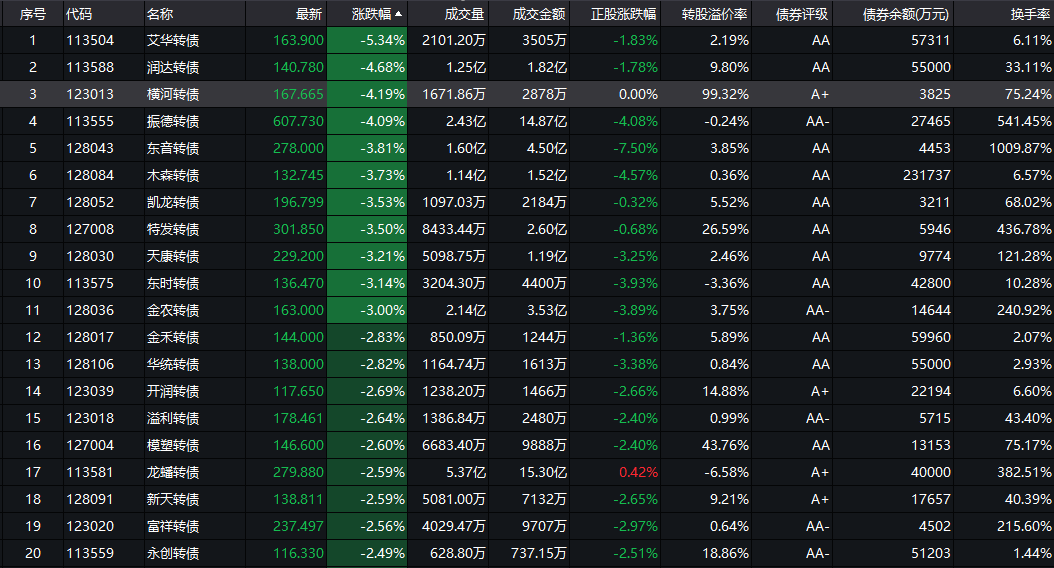 序号 代码 名称 最新 涨跌幅▲ 成交量 成交金额 正股涨跌幅 转股溢价率 债券评级 债券余额(万元) 换手率
1 113504 艾华转债 163.900 -5.34% 2101.20万 3505万 -1.83% 2.19% AA 57311 6.11%
2 113588 润达转债 140.780 -4.68% 1.25亿 1.82亿 -1.78% 9.80% AA 55000 33.11%
3 123013 横河转债 167.665 -4.19% 1671.86万 2878万 0.00% 99.32% A+ 3825 75.24%
4 113555 振德转债 607.730 -4.09% 2.43亿 14.87亿 -4.08% -0.24% AA- 27465 541.45%
5 128043 东音转债 278.000 -3.81% 1.60亿 4.50亿 -7.50% 3.85% AA 4453 1009.87%
6 128084 木森转债 132.745 -3.73% 1.14亿 1.52亿 -4.57% 0.36% AA 231737 6.57%
7 128052 凯龙转债 196.799 -3.53% 1097.03万 2184万 -0.32% 5.52% AA 3211 68.02%
8 127008 特发转债 301.850 -3.50% 8433.44万 2.60亿 -0.68% 26.59% AA 5946 436.78%
9 128030 天康转债 229.200 -3.21% 5098.75万 1.19亿 -3.25% 2.46% AA 9774 121.28%
10 113575 东时转债 136.470 -3.14% 3204.30万 4400万 -3.93% -3.36% AA 42800 10.28%
11 128036 金农转债 163.000 -3.00% 2.14亿 3.53亿 -3.89% 3.75% AA- 14644 240.92%
12 128017 金禾转债 144.000 -2.83% 850.09万 1244万 -1.36% 5.89% AA 59960 2.07%
13 128106 华统转债 138.000 -2.82% 1164.74万 1613万 -3.38% 0.84% AA 55000 2.93%
14 123039 开润转债 117.650 -2.69% 1238.20万 1466万 -2.66% 14.88% A+ 22194 6.60%
15 123018 溢利转债 178.461 -2.64% 1386.84万 2480万 -2.40% 0.99% AA- 5715 43.40%
16 127004 模塑转债 146.600 -2.60% 6683.40万 9888万 -2.40% 43.76% AA 13153 75.17%
17 113581 龙蟠转债 279.880 -2.59% 5.37亿 15.30亿 0.42% -6.58% A+ 40000 382.51%
18 128091 新天转债 138.811 -2.59% 5081.00万 7132万 -2.65% 9.21% A+ 17657 40.39%
19 123020 富祥转债 237.497 -2.56% 4029.47万 9707万 -2.97% 0.64% AA- 4502 215.60%
20 113559 永创转债 116.330 -2.49% 628.80万 737.15万 -2.51% 18.86% AA- 51203 1.44%